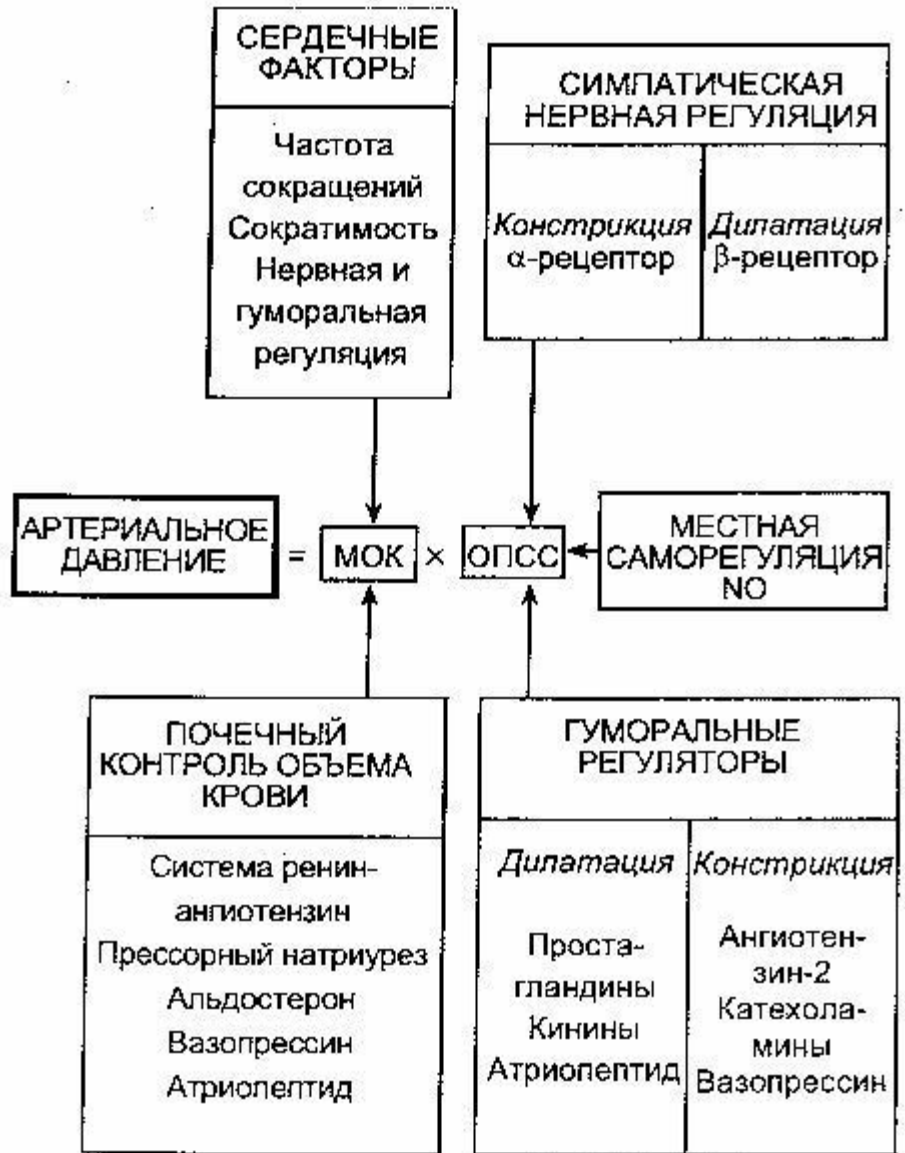 СЕРДЕЧНЫЕ
ФАКТОРЫ
Частота
сокращений
Сократимость
Нервная и
гуморальная
регуляция
СИМПАТИЧЕСКАЯ
НЕРВНАЯ РЕГУЛЯЦИЯ
Констрикция
α-рецептор
Дилатация
β-рецептор
АРТЕРИАЛЬНОЕ
ДАВЛЕНИЕ
= МОК × ОПСС
МЕСТНАЯ
САМОРЕГУЛЯЦИЯ
NO
ПОЧЕЧНЫЙ
КОНТРОЛЬ ОБЪЕМА
КРОВИ
Система ренин-
ангиотензин
Прессорный натриурез
Альдостерон
Вазопрессин
Атриопептид
ГУМОРАЛЬНЫЕ
РЕГУЛЯТОРЫ
Дилатация
Проста-
гландины
Кинины
Атриопептид
Констрикция
Ангиотен-
зин-2
Катехола-
мины
Вазопрессин